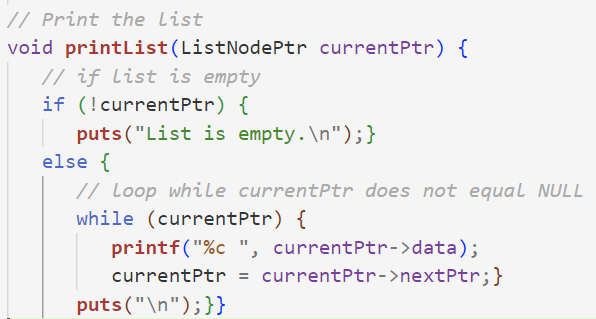 // Print the list
void printList(ListNodePtr currentPtr) {
   // if list is empty
   if (!currentPtr) {
      puts("List is empty.\n");}
   else {
      // loop while currentPtr does not equal NULL
      while (currentPtr) {
         printf("%c ", currentPtr->data);
         currentPtr = currentPtr->nextPtr;}
      puts("\n");}}